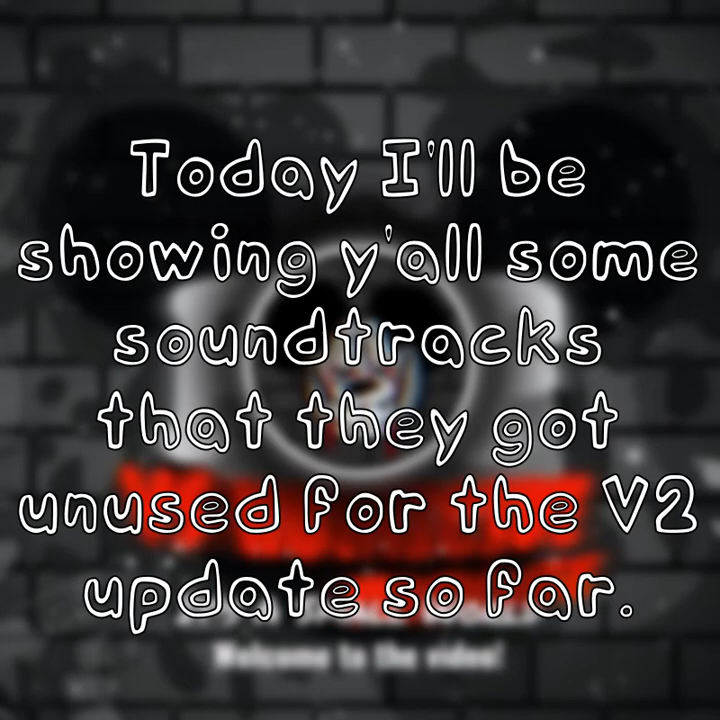 Today I'll be
showing y'all some
soundtracks
that they got
unused for the V2
update so far.
Welcome to the video!